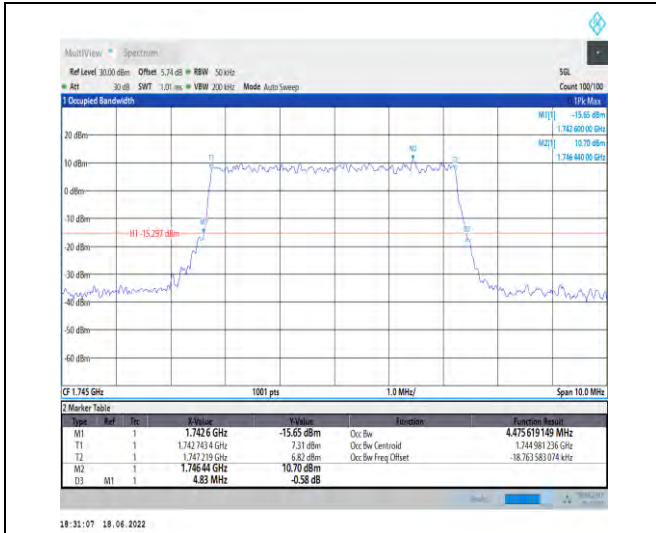 MultiView Spectrum
Ref Level 30.00 dBm Offset 5.74 dB RBW 50 kHz SGL
Att 30 dB SWT 1.01 ms VBW 200 kHz Mode Auto Sweep Count 100/100
1 Occupied Bandwidth 1Pk Max
M1[1] -15.65 dBm
1.742 600 00 GHz
M2[1] 10.70 dBm
1.746 440 00 GHz
20 dBm
M2
T1 T2
10 dBm
0 dBm
-10 dBm
M1
H1 -15.297 dBm
D3
-20 dBm
-30 dBm
-40 dBm
-50 dBm
-60 dBm
CF 1.745 GHz 1001 pts 1.0 MHz/ Span 10.0 MHz
2 Marker Table
Type Ref Trc X-Value Y-Value Function Function Result
M1 1 1.742 6 GHz -15.65 dBm Occ Bw 4.475 619 149 MHz
T1 1 1.742 743 4 GHz 7.31 dBm Occ Bw Centroid 1.744 981 236 GHz
T2 1 1.747 219 GHz 6.82 dBm Occ Bw Freq Offset -18.763 583 074 kHz
M2 1 1.746 44 GHz 10.70 dBm
D3 M1 1 4.83 MHz -0.58 dB
18:31:07 18.06.2022